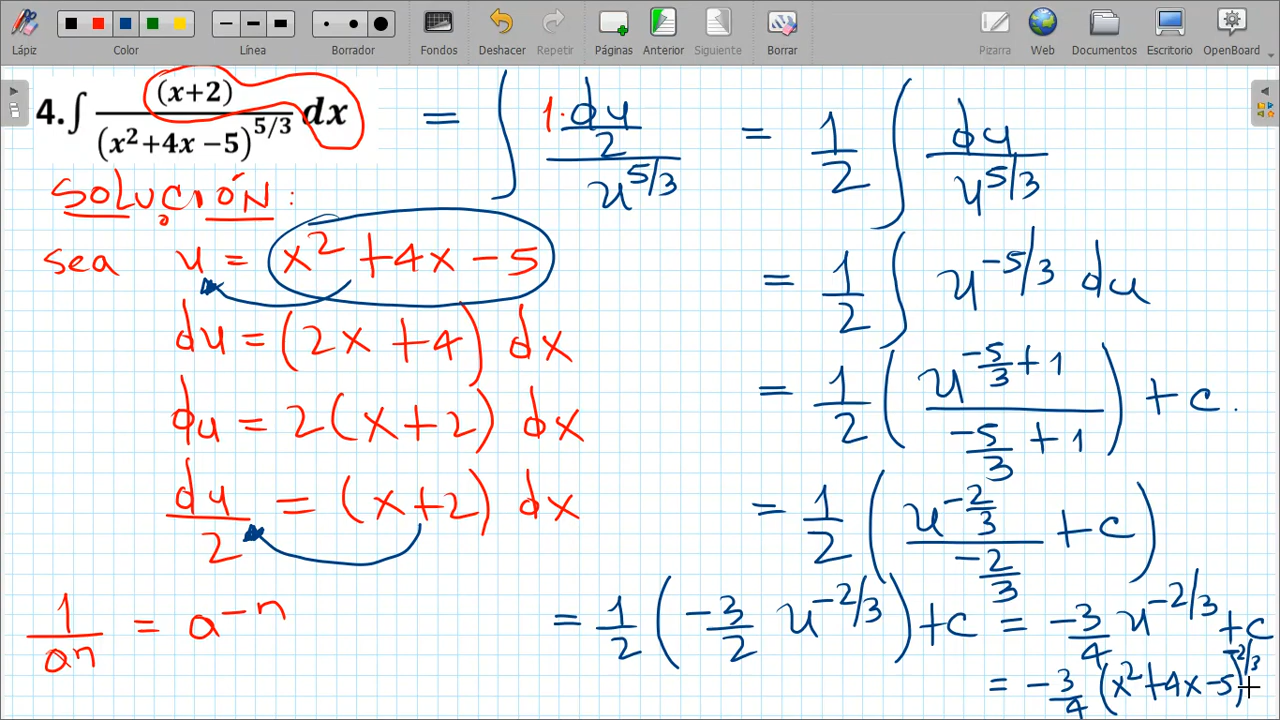 Lápiz Color Línea Borrador Fondos Deshacer Repetir Páginas Anterior Siguiente Borrar Pizarra Web Documentos Escritorio OpenBoard
4. ∫ (x+2) / (x²+4x−5)^5/3 dx = ∫ 1· du/2 / u^5/3 = 1/2 ∫ du / u^5/3
SOLUCIÓN:
sea u = x² + 4x − 5
= 1/2 ∫ u^−5/3 du
du = (2x + 4) dx
= 1/2 ( u^−5/3 + 1 / −5/3 + 1 ) + c.
du = 2(x+2) dx
du/2 = (x+2) dx
= 1/2 ( u^−2/3 / −2/3 + c )
1/an = a^−n
= 1/2 ( −3/2 u^−2/3 ) + c = −3/4 u^−2/3 + c
= −3/4 (x²+4x−5)^−2/3